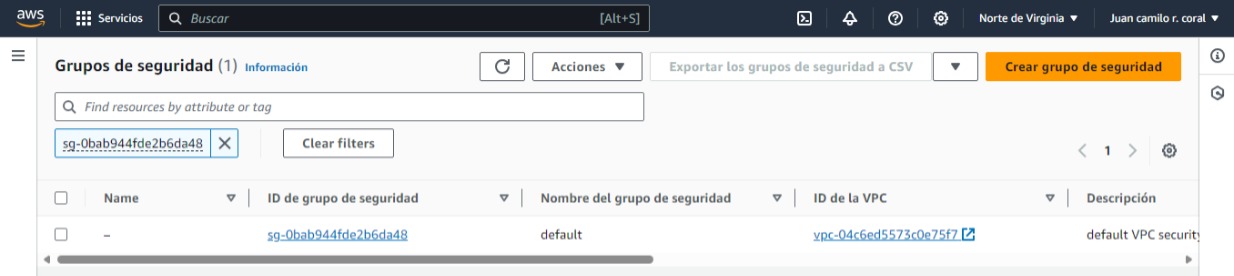 aws Servicios Buscar [Alt+S] Norte de Virginia Juan camilo r. coral
Grupos de seguridad (1) Información Acciones Exportar los grupos de seguridad a CSV Crear grupo de seguridad
Find resources by attribute or tag
sg-0bab944fde2b6da48 Clear filters 1
Name ID de grupo de seguridad Nombre del grupo de seguridad ID de la VPC Descripción
– sg-0bab944fde2b6da48 default vpc-04c6ed5573c0e75f7 default VPC security